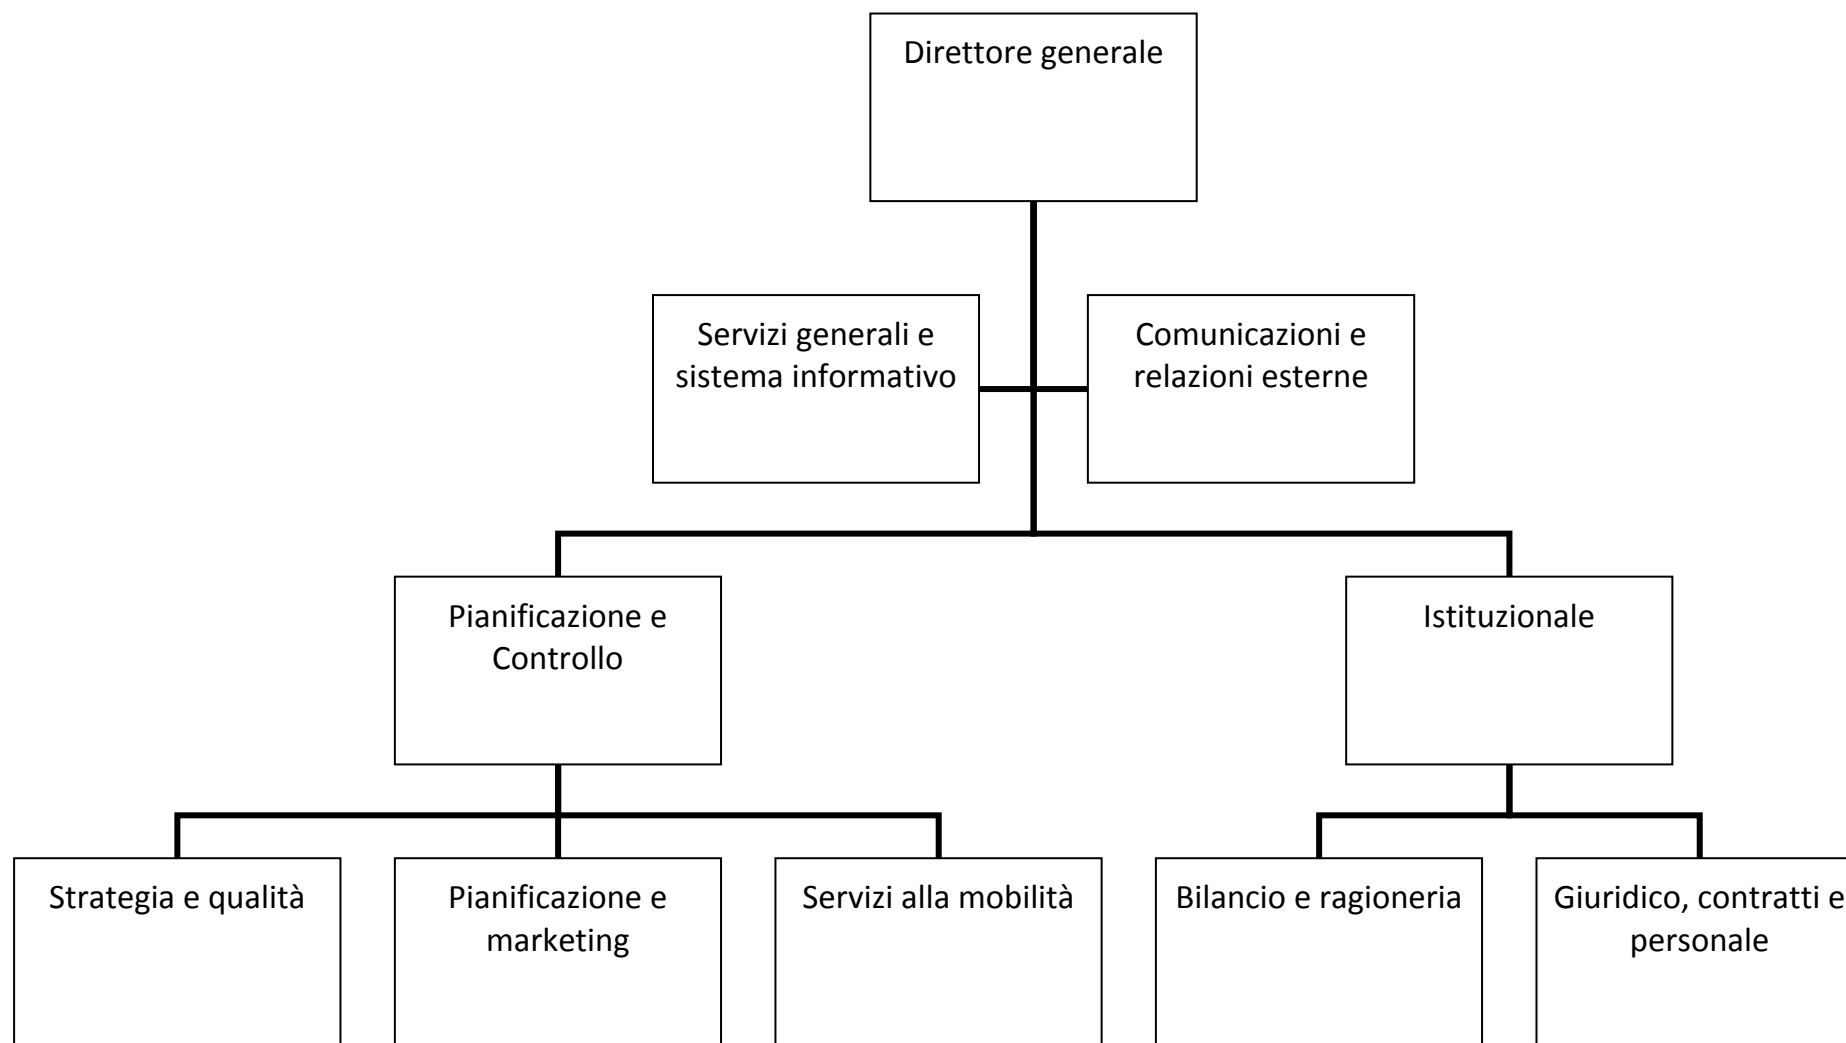 Direttore generale
Servizi generali e
sistema informativo
Comunicazioni e
relazioni esterne
Pianificazione e
Controllo
Istituzionale
Strategia e qualità
Pianificazione e
marketing
Servizi alla mobilità
Bilancio e ragioneria
Giuridico, contratti e
personale